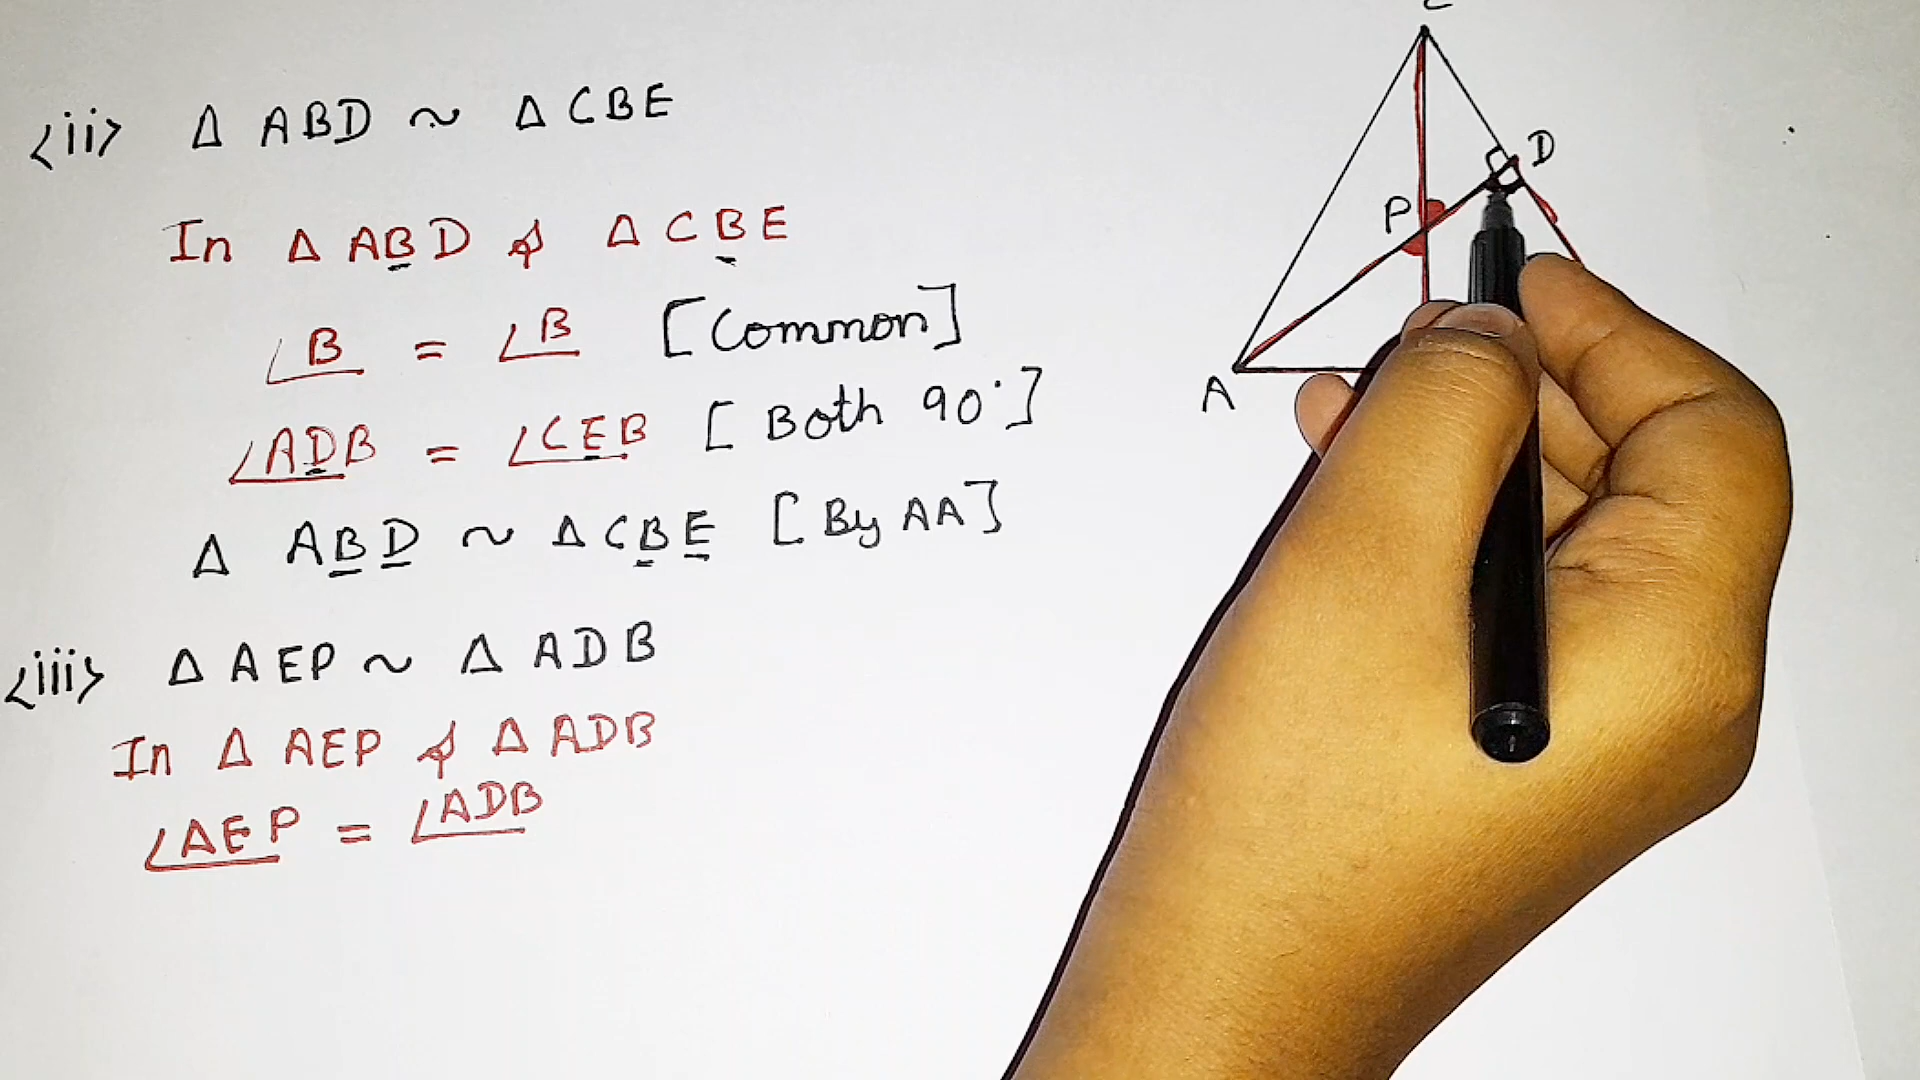 <ii> Δ ABD ~ Δ CBE
In Δ ABD & Δ CBE
∠B = ∠B [Common]
∠ADB = ∠CEB [Both 90°]
Δ ABD ~ Δ CBE [By AA]
<iii> Δ AEP ~ Δ ADB
In Δ AEP & Δ ADB
∠AEP = ∠ADB
D
P
A